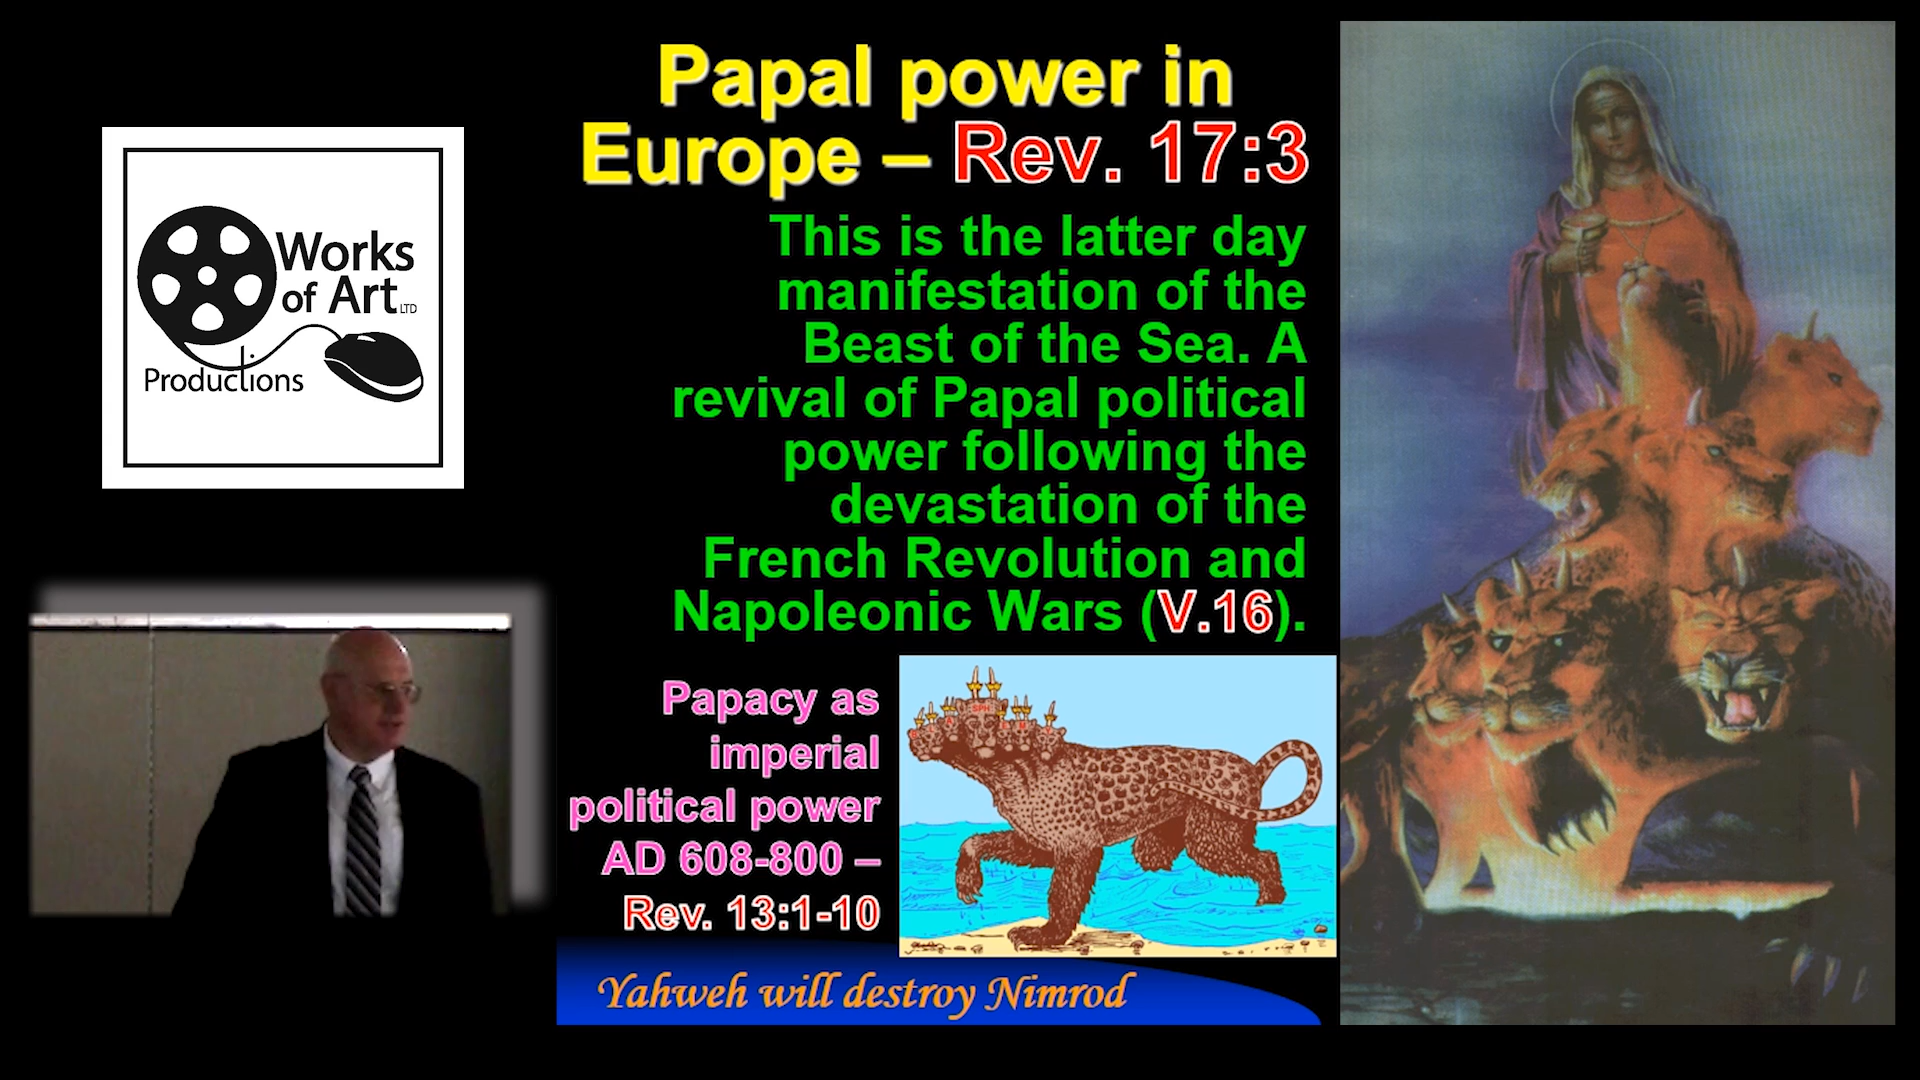 Works
of Art LTD
Productions
Papal power in
Europe – Rev. 17:3
This is the latter day
manifestation of the
Beast of the Sea. A
revival of Papal political
power following the
devastation of the
French Revolution and
Napoleonic Wars (V.16).
Papacy as
imperial
political power
AD 608-800 –
Rev. 13:1-10
Yahweh will destroy Nimrod